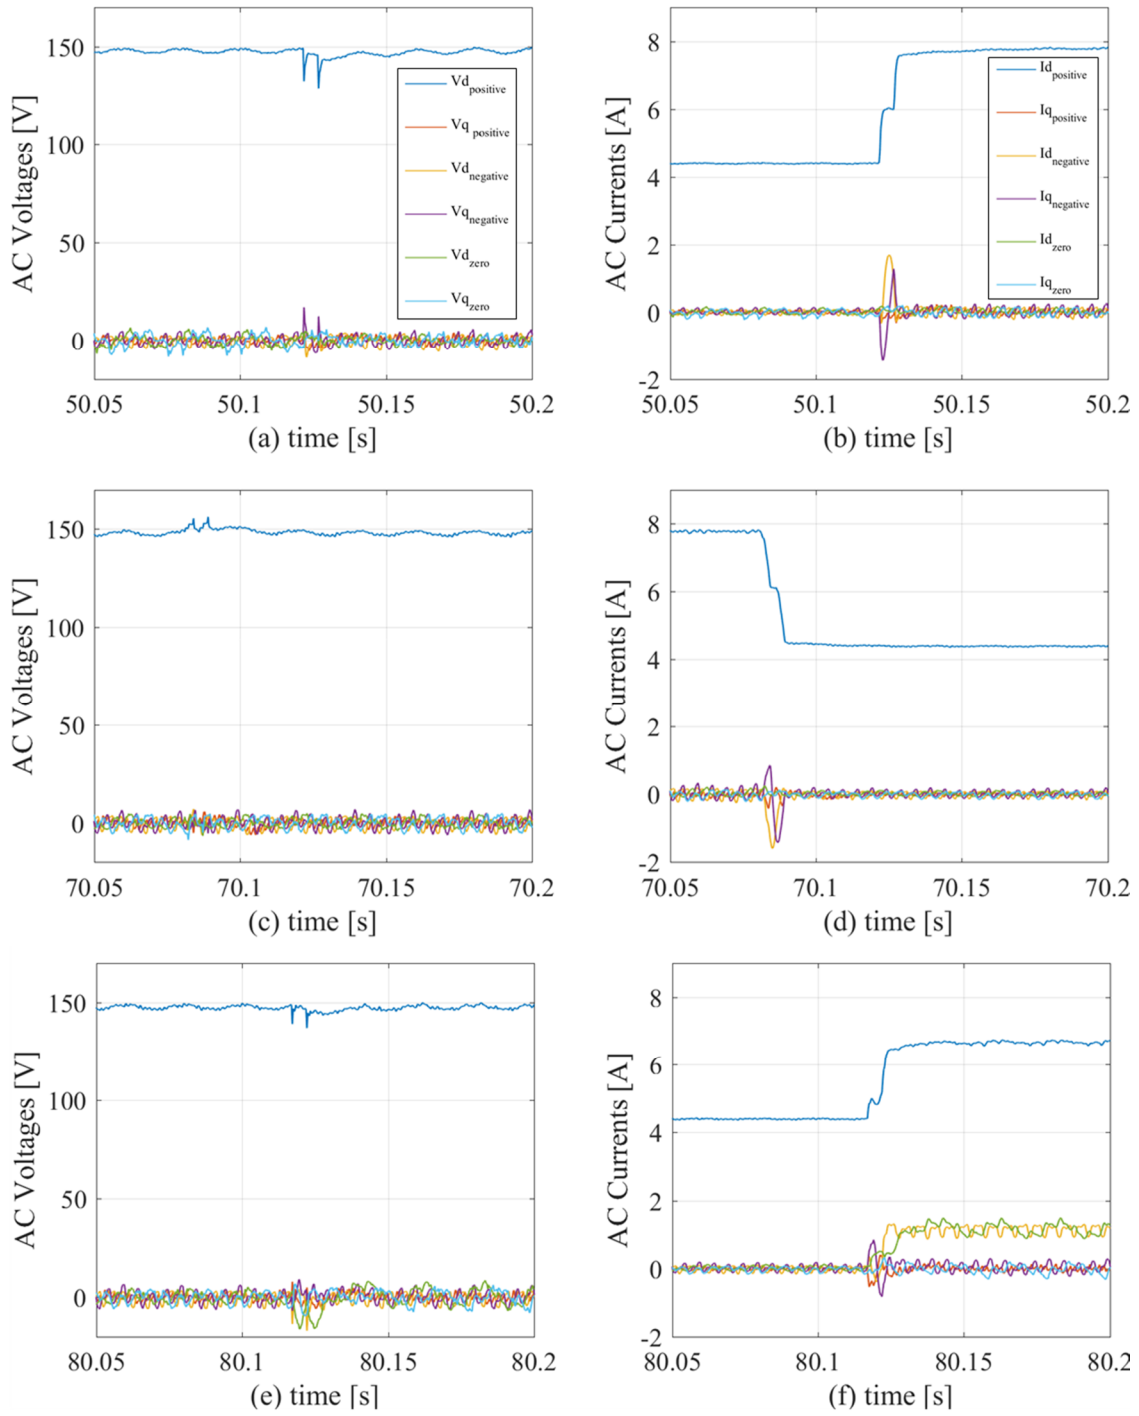 AC Voltages [V]
150
100
50
0
50.05
50.1
50.15
50.2
(a) time [s]
Vd positive
Vq positive
Vd negative
Vq negative
Vd zero
Vq zero
AC Currents [A]
8
6
4
2
0
-2
50.05
50.1
50.15
50.2
(b) time [s]
Id positive
Iq positive
Id negative
Iq negative
Id zero
Iq zero
AC Voltages [V]
150
100
50
0
70.05
70.1
70.15
70.2
(c) time [s]
AC Currents [A]
8
6
4
2
0
-2
70.05
70.1
70.15
70.2
(d) time [s]
AC Voltages [V]
150
100
50
0
80.05
80.1
80.15
80.2
(e) time [s]
AC Currents [A]
8
6
4
2
0
-2
80.05
80.1
80.15
80.2
(f) time [s]